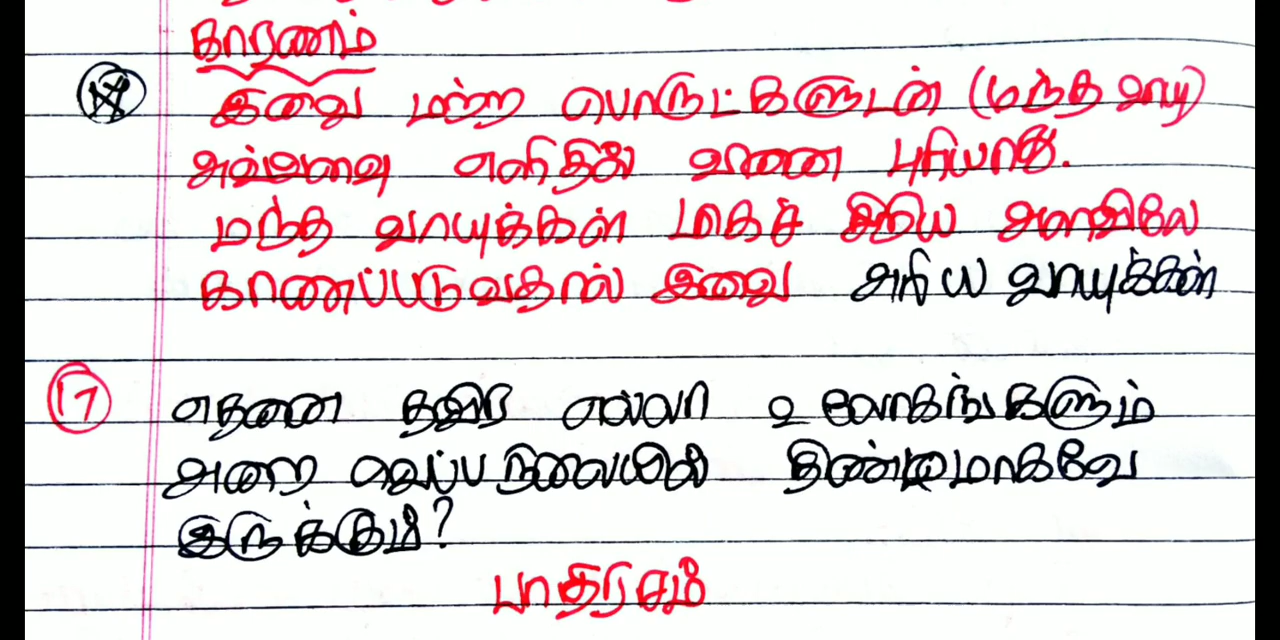 காரணம்
இவை மற்ற பொருட்களுடன் (மந்த வாயு)
அவ்வளவு எளிதில் வினை புரியாது.
மந்த வாயுக்கள் மிகச் சிறிய அளவிலே
காணப்படுவதால் இவை அரிய வாயுக்கள்
17 எதனை தவிர எல்லா உலோகங்களும்
அறை வெப்ப நிலையில் திண்மமாகவே
இருக்கும்?
பாதரசம்